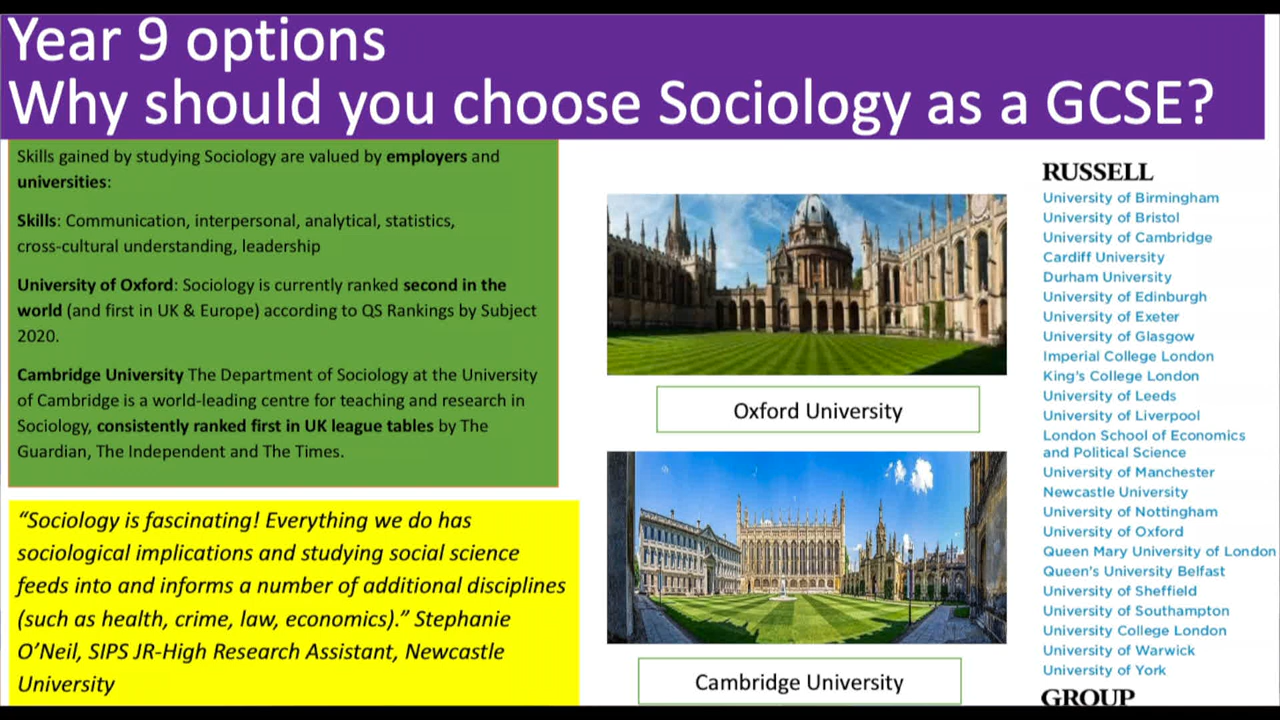 Year 9 options
Why should you choose Sociology as a GCSE?
Skills gained by studying Sociology are valued by employers and
universities:
Skills: Communication, interpersonal, analytical, statistics,
cross-cultural understanding, leadership
University of Oxford: Sociology is currently ranked second in the
world (and first in UK & Europe) according to QS Rankings by Subject
2020.
Cambridge University The Department of Sociology at the University
of Cambridge is a world-leading centre for teaching and research in
Sociology, consistently ranked first in UK league tables by The
Guardian, The Independent and The Times.
“Sociology is fascinating! Everything we do has
sociological implications and studying social science
feeds into and informs a number of additional disciplines
(such as health, crime, law, economics).” Stephanie
O’Neil, SIPS JR-High Research Assistant, Newcastle
University
Oxford University
Cambridge University
RUSSELL
University of Birmingham
University of Bristol
University of Cambridge
Cardiff University
Durham University
University of Edinburgh
University of Exeter
University of Glasgow
Imperial College London
King’s College London
University of Leeds
University of Liverpool
London School of Economics
and Political Science
University of Manchester
Newcastle University
University of Nottingham
University of Oxford
Queen Mary University of London
Queen’s University Belfast
University of Sheffield
University of Southampton
University College London
University of Warwick
University of York
GROUP